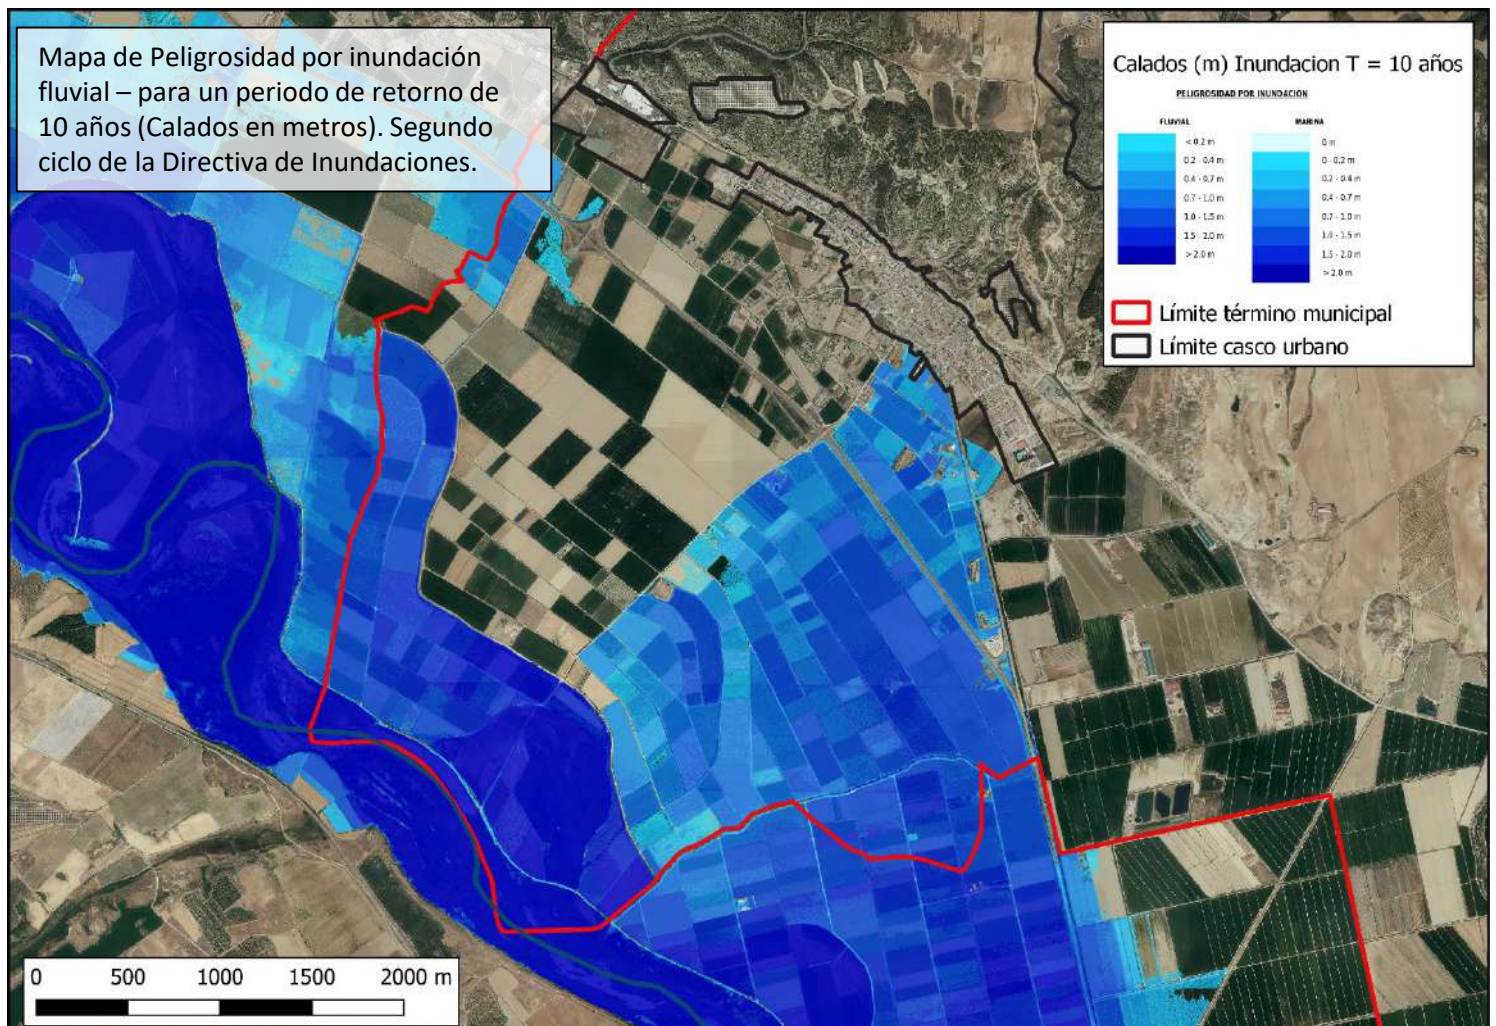 Mapa de Peligrosidad por inundación
fluvial – para un periodo de retorno de
10 años (Calados en metros). Segundo
ciclo de la Directiva de Inundaciones.
Calados (m) Inundacion T = 10 años
PELIGROSIDAD POR INUNDACION
FLUVIAL
< 0.2 m
0.2 - 0.4 m
0.4 - 0.7 m
0.7 - 1.0 m
1.0 - 1.5 m
1.5 - 2.0 m
> 2.0 m
MARINA
0 m
0 - 0.2 m
0.2 - 0.4 m
0.4 - 0.7 m
0.7 - 1.0 m
1.0 - 1.5 m
1.5 - 2.0 m
> 2.0 m
Límite término municipal
Límite casco urbano
0 500 1000 1500 2000 m